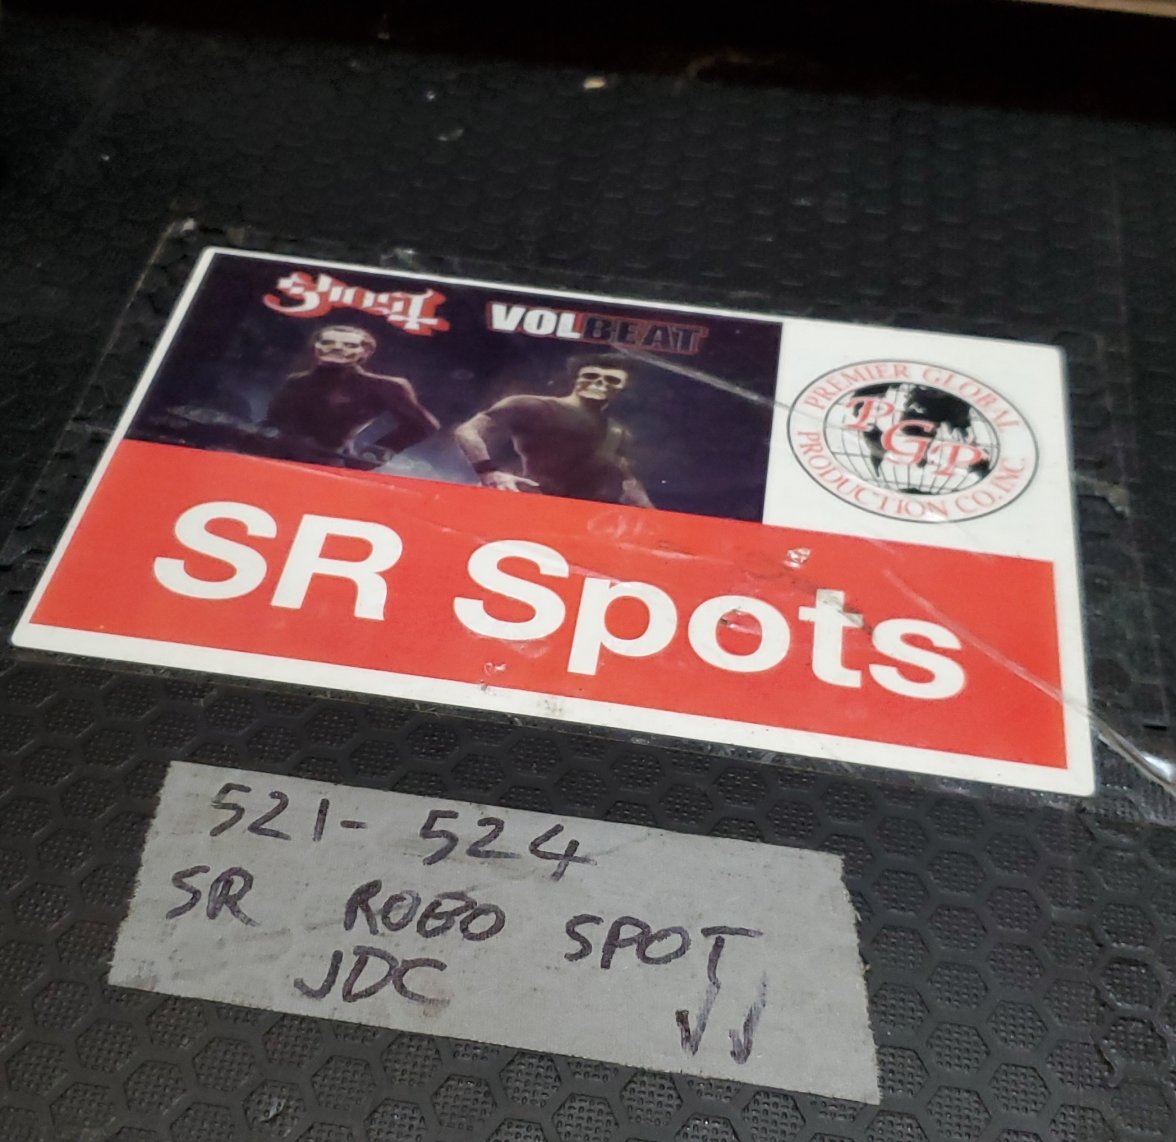 Ghost
VOLBEAT
PREMIER GLOBAL
PGP
PRODUCTION CO. INC.
SR Spots
521- 524
SR ROBO SPOT
JDC